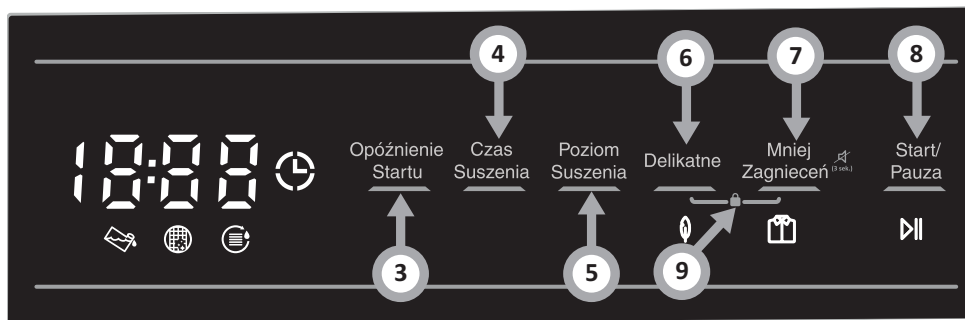 4
6
7
8
18:88
Opóźnienie
Startu
Czas
Suszenia
Poziom
Suszenia
Delikatne
Mniej
Zagnieceń (3 sek.)
Start/
Pauza
3
5
9